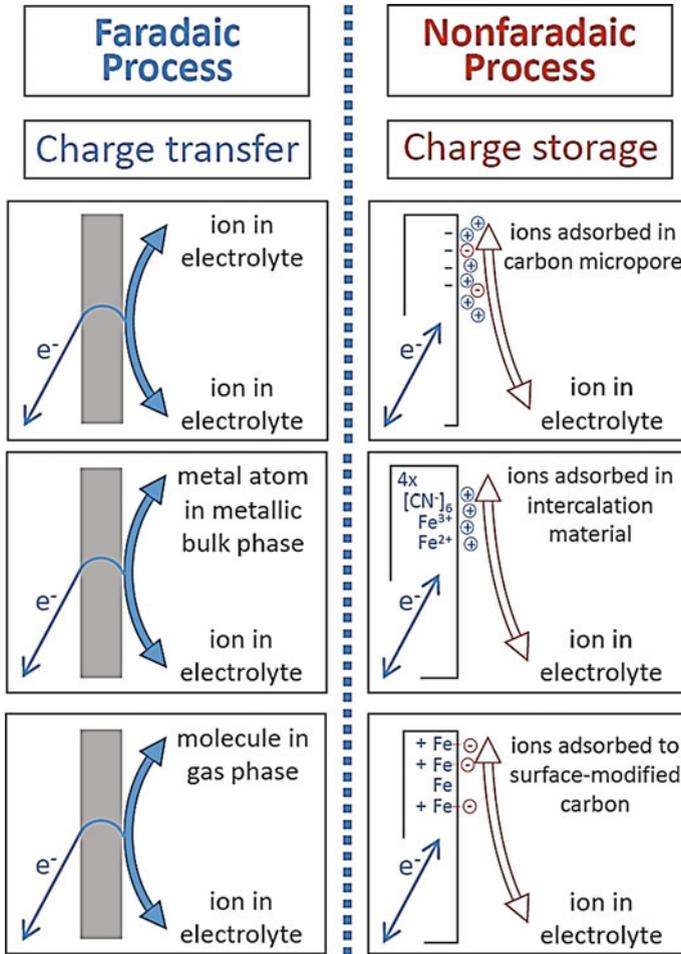 Faradaic
Process
Charge transfer
ion in
electrolyte
e⁻
ion in
electrolyte
metal atom
in metallic
bulk phase
e⁻
ion in
electrolyte
molecule in
gas phase
e⁻
ion in
electrolyte
Nonfaradaic
Process
Charge storage
ions adsorbed in
carbon micropore
- + + - - + - + - + +
e⁻
ion in
electrolyte
4x
[CN⁻]₆
Fe³⁺
Fe²⁺
+ + + +
ions adsorbed in
intercalation
material
e⁻
ion in
electrolyte
+ Fe -
+ Fe -
Fe
+ Fe -
ions adsorbed to
surface-modified
carbon
e⁻
ion in
electrolyte